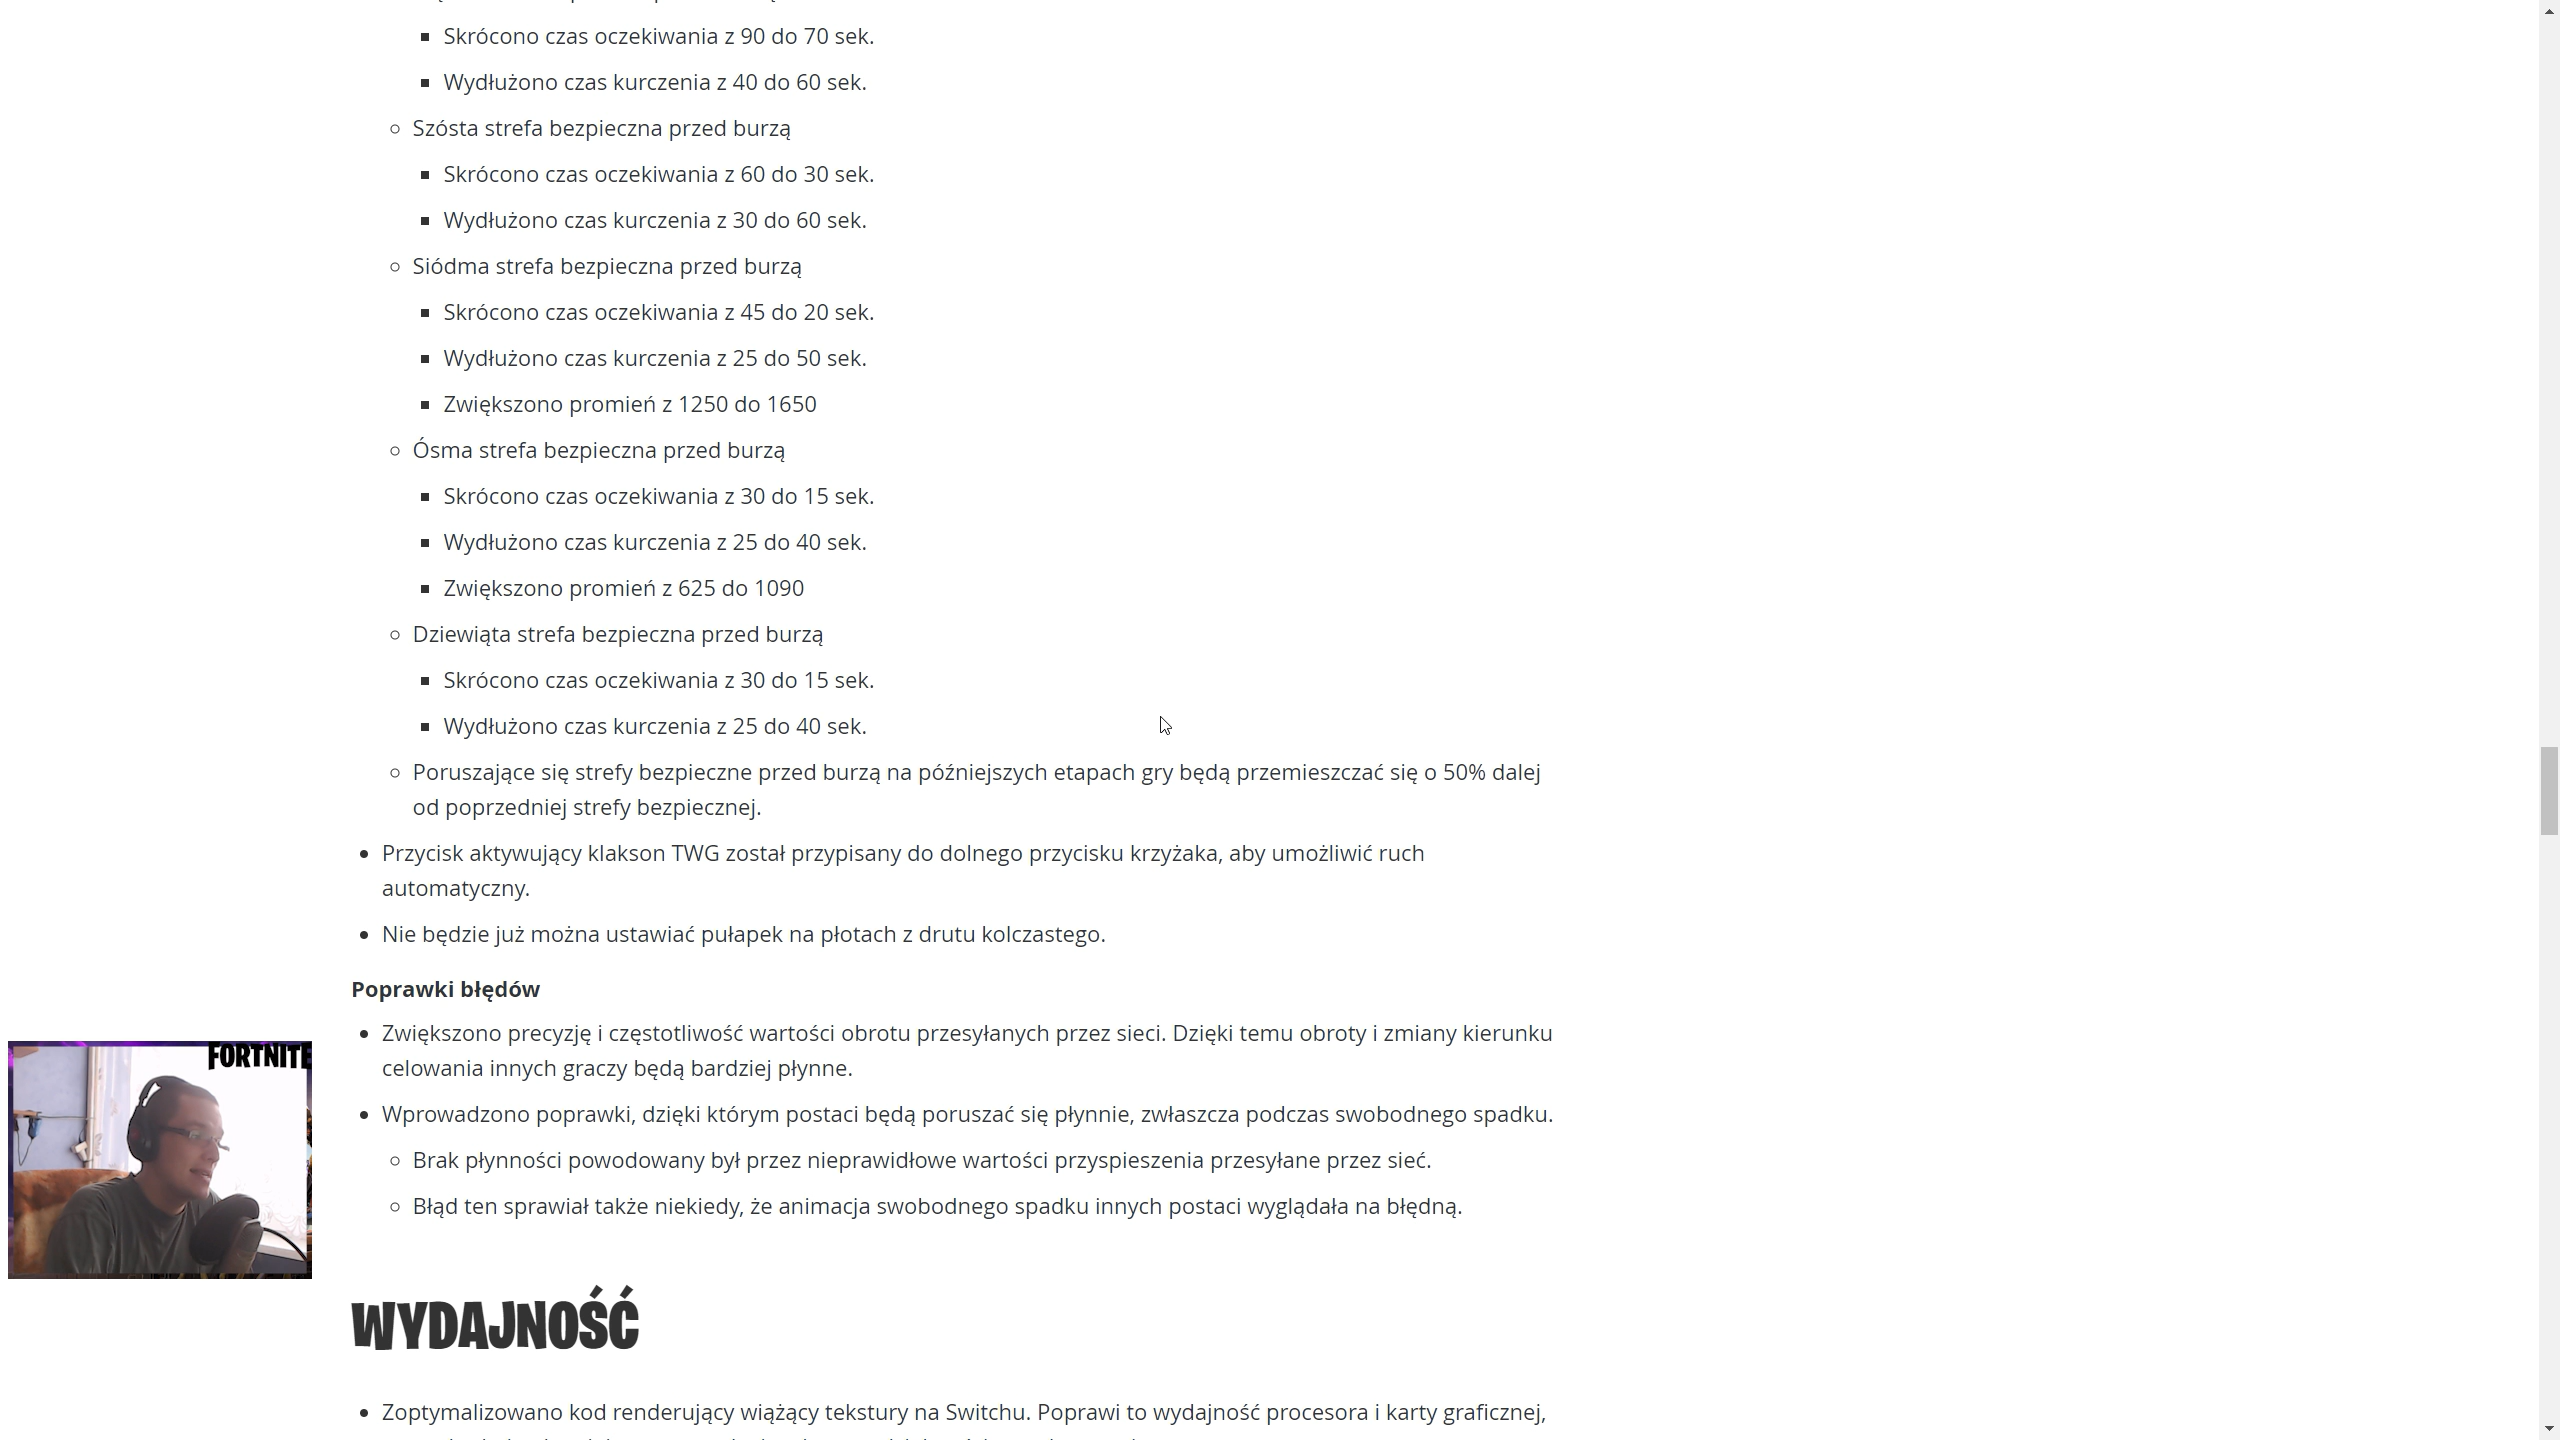 Skrócono czas oczekiwania z 90 do 70 sek.
Wydłużono czas kurczenia z 40 do 60 sek.
Szósta strefa bezpieczna przed burzą
Skrócono czas oczekiwania z 60 do 30 sek.
Wydłużono czas kurczenia z 30 do 60 sek.
Siódma strefa bezpieczna przed burzą
Skrócono czas oczekiwania z 45 do 20 sek.
Wydłużono czas kurczenia z 25 do 50 sek.
Zwiększono promień z 1250 do 1650
Ósma strefa bezpieczna przed burzą
Skrócono czas oczekiwania z 30 do 15 sek.
Wydłużono czas kurczenia z 25 do 40 sek.
Zwiększono promień z 625 do 1090
Dziewiąta strefa bezpieczna przed burzą
Skrócono czas oczekiwania z 30 do 15 sek.
Wydłużono czas kurczenia z 25 do 40 sek.
Poruszające się strefy bezpieczne przed burzą na późniejszych etapach gry będą przemieszczać się o 50% dalej
od poprzedniej strefy bezpiecznej.
Przycisk aktywujący klakson TWG został przypisany do dolnego przycisku krzyżaka, aby umożliwić ruch
automatyczny.
Nie będzie już można ustawiać pułapek na płotach z drutu kolczastego.
Poprawki błędów
Zwiększono precyzję i częstotliwość wartości obrotu przesyłanych przez sieci. Dzięki temu obroty i zmiany kierunku
celowania innych graczy będą bardziej płynne.
Wprowadzono poprawki, dzięki którym postaci będą poruszać się płynnie, zwłaszcza podczas swobodnego spadku.
Brak płynności powodowany był przez nieprawidłowe wartości przyspieszenia przesyłane przez sieć.
Błąd ten sprawiał także niekiedy, że animacja swobodnego spadku innych postaci wyglądała na błędną.
FORTNITE
WYDAJNOŚĆ
Zoptymalizowano kod renderujący wiążący tekstury na Switchu. Poprawi to wydajność procesora i karty graficznej,